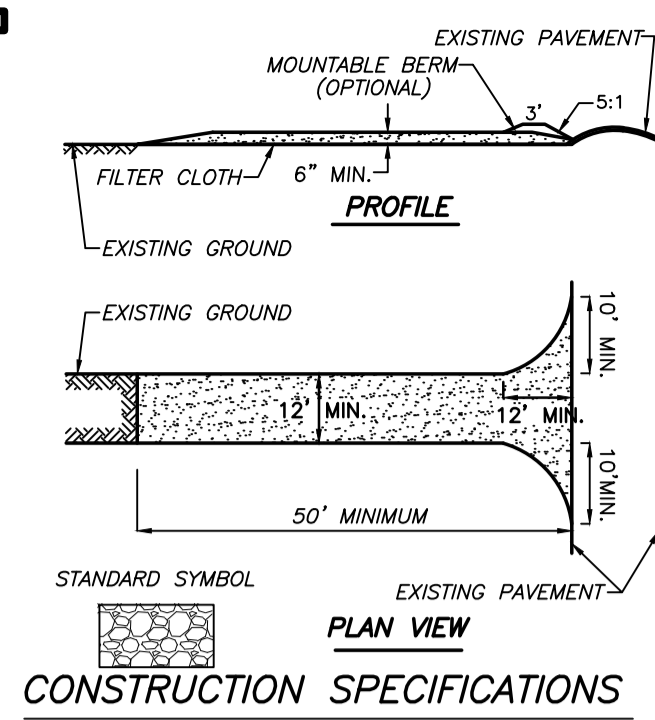 EXISTING PAVEMENT
MOUNTABLE BERM
(OPTIONAL)
3'
5:1
FILTER CLOTH
6" MIN.
PROFILE
EXISTING GROUND
EXISTING GROUND
10' MIN.
12' MIN.
12' MIN.
10'MIN.
50' MINIMUM
STANDARD SYMBOL
EXISTING PAVEMENT
PLAN VIEW
CONSTRUCTION SPECIFICATIONS